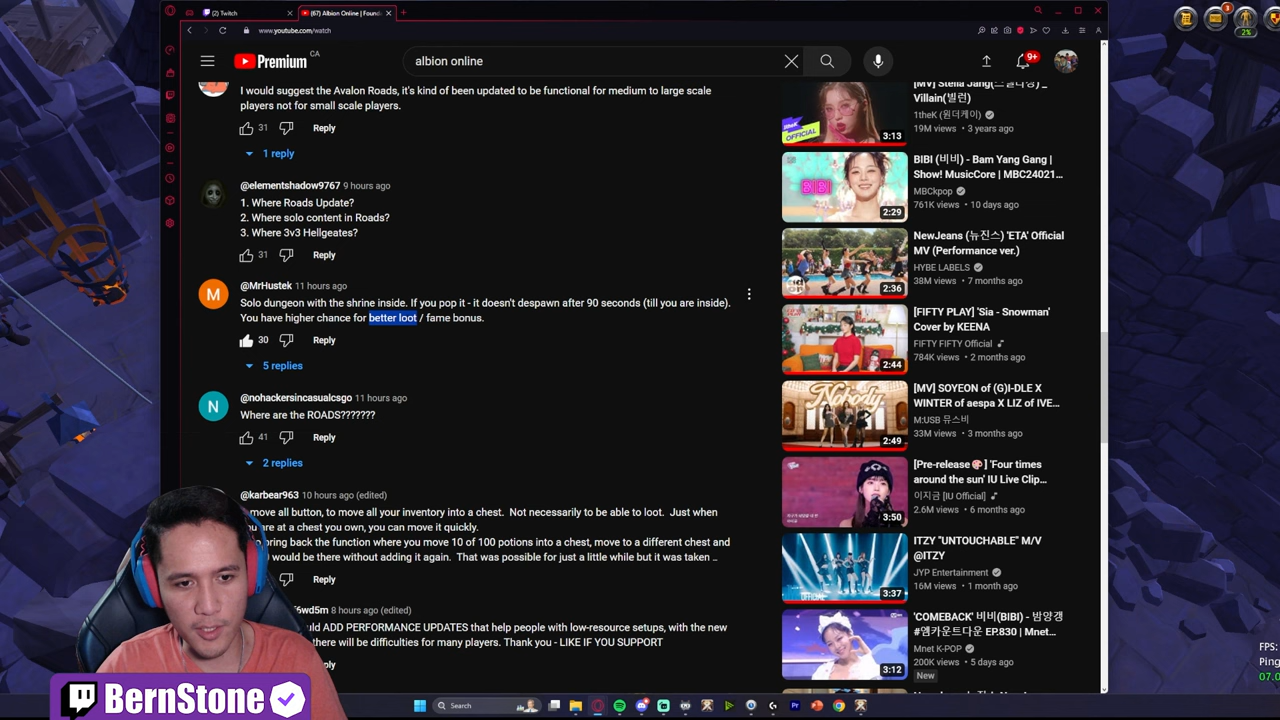 (2) Twitch
(67) Albion Online | Found
www.youtube.com/watch
3
2%
Premium
CA
albion online
9+
I would suggest the Avalon Roads, it's kind of been updated to be functional for medium to large scale
players not for small scale players.
31
Reply
1 reply
@elementshadow9767 9 hours ago
1. Where Roads Update?
2. Where solo content in Roads?
3. Where 3v3 Hellgeates?
31
Reply
M
@MrHustek 11 hours ago
Solo dungeon with the shrine inside. If you pop it - it doesn't despawn after 90 seconds (till you are inside).
You have higher chance for better loot / fame bonus.
30
Reply
5 replies
N
@nohackersincasualcsgo 11 hours ago
Where are the ROADS???????
41
Reply
2 replies
@karbear963 10 hours ago (edited)
move all button, to move all your inventory into a chest. Not necessarily to be able to loot. Just when
are at a chest you own, you can move it quickly.
bring back the function where you move 10 of 100 potions into a chest, move to a different chest and
would be there without adding it again. That was possible for just a little while but it was taken ..
Reply
6wd5m 8 hours ago (edited)
ADD PERFORMANCE UPDATES that help people with low-resource setups, with the new
there will be difficulties for many players. Thank you - LIKE IF YOU SUPPORT
Villain(빌런)
1theK (원더케이)
19M views • 3 years ago
OFFICIAL
3:13
BIBI (비비) - Bam Yang Gang |
Show! MusicCore | MBC24021...
MBCkpop
761K views • 10 days ago
BIBI
2:29
NewJeans (뉴진스) 'ETA' Official
MV (Performance ver.)
HYBE LABELS
38M views • 7 months ago
2:36
[FIFTY PLAY] 'Sia - Snowman'
Cover by KEENA
FIFTY FIFTY Official
784K views • 2 months ago
2:44
[MV] SOYEON of (G)I-DLE X
WINTER of aespa X LIZ of IVE...
M:USB 뮤스비
33M views • 3 months ago
Nobody
2:49
[Pre-release] 'Four times
around the sun' IU Live Clip...
이지금 [IU Official]
2.6M views • 6 months ago
3:50
ITZY "UNTOUCHABLE" M/V
@ITZY
JYP Entertainment
16M views • 1 month ago
3:37
'COMEBACK' 비비(BIBI) - 밤양갱
#엠카운트다운 EP.830 | Mnet
Mnet K-POP
200K views • 5 days ago
New
3:12
FPS:
Ping
07.0
Search
BernStone